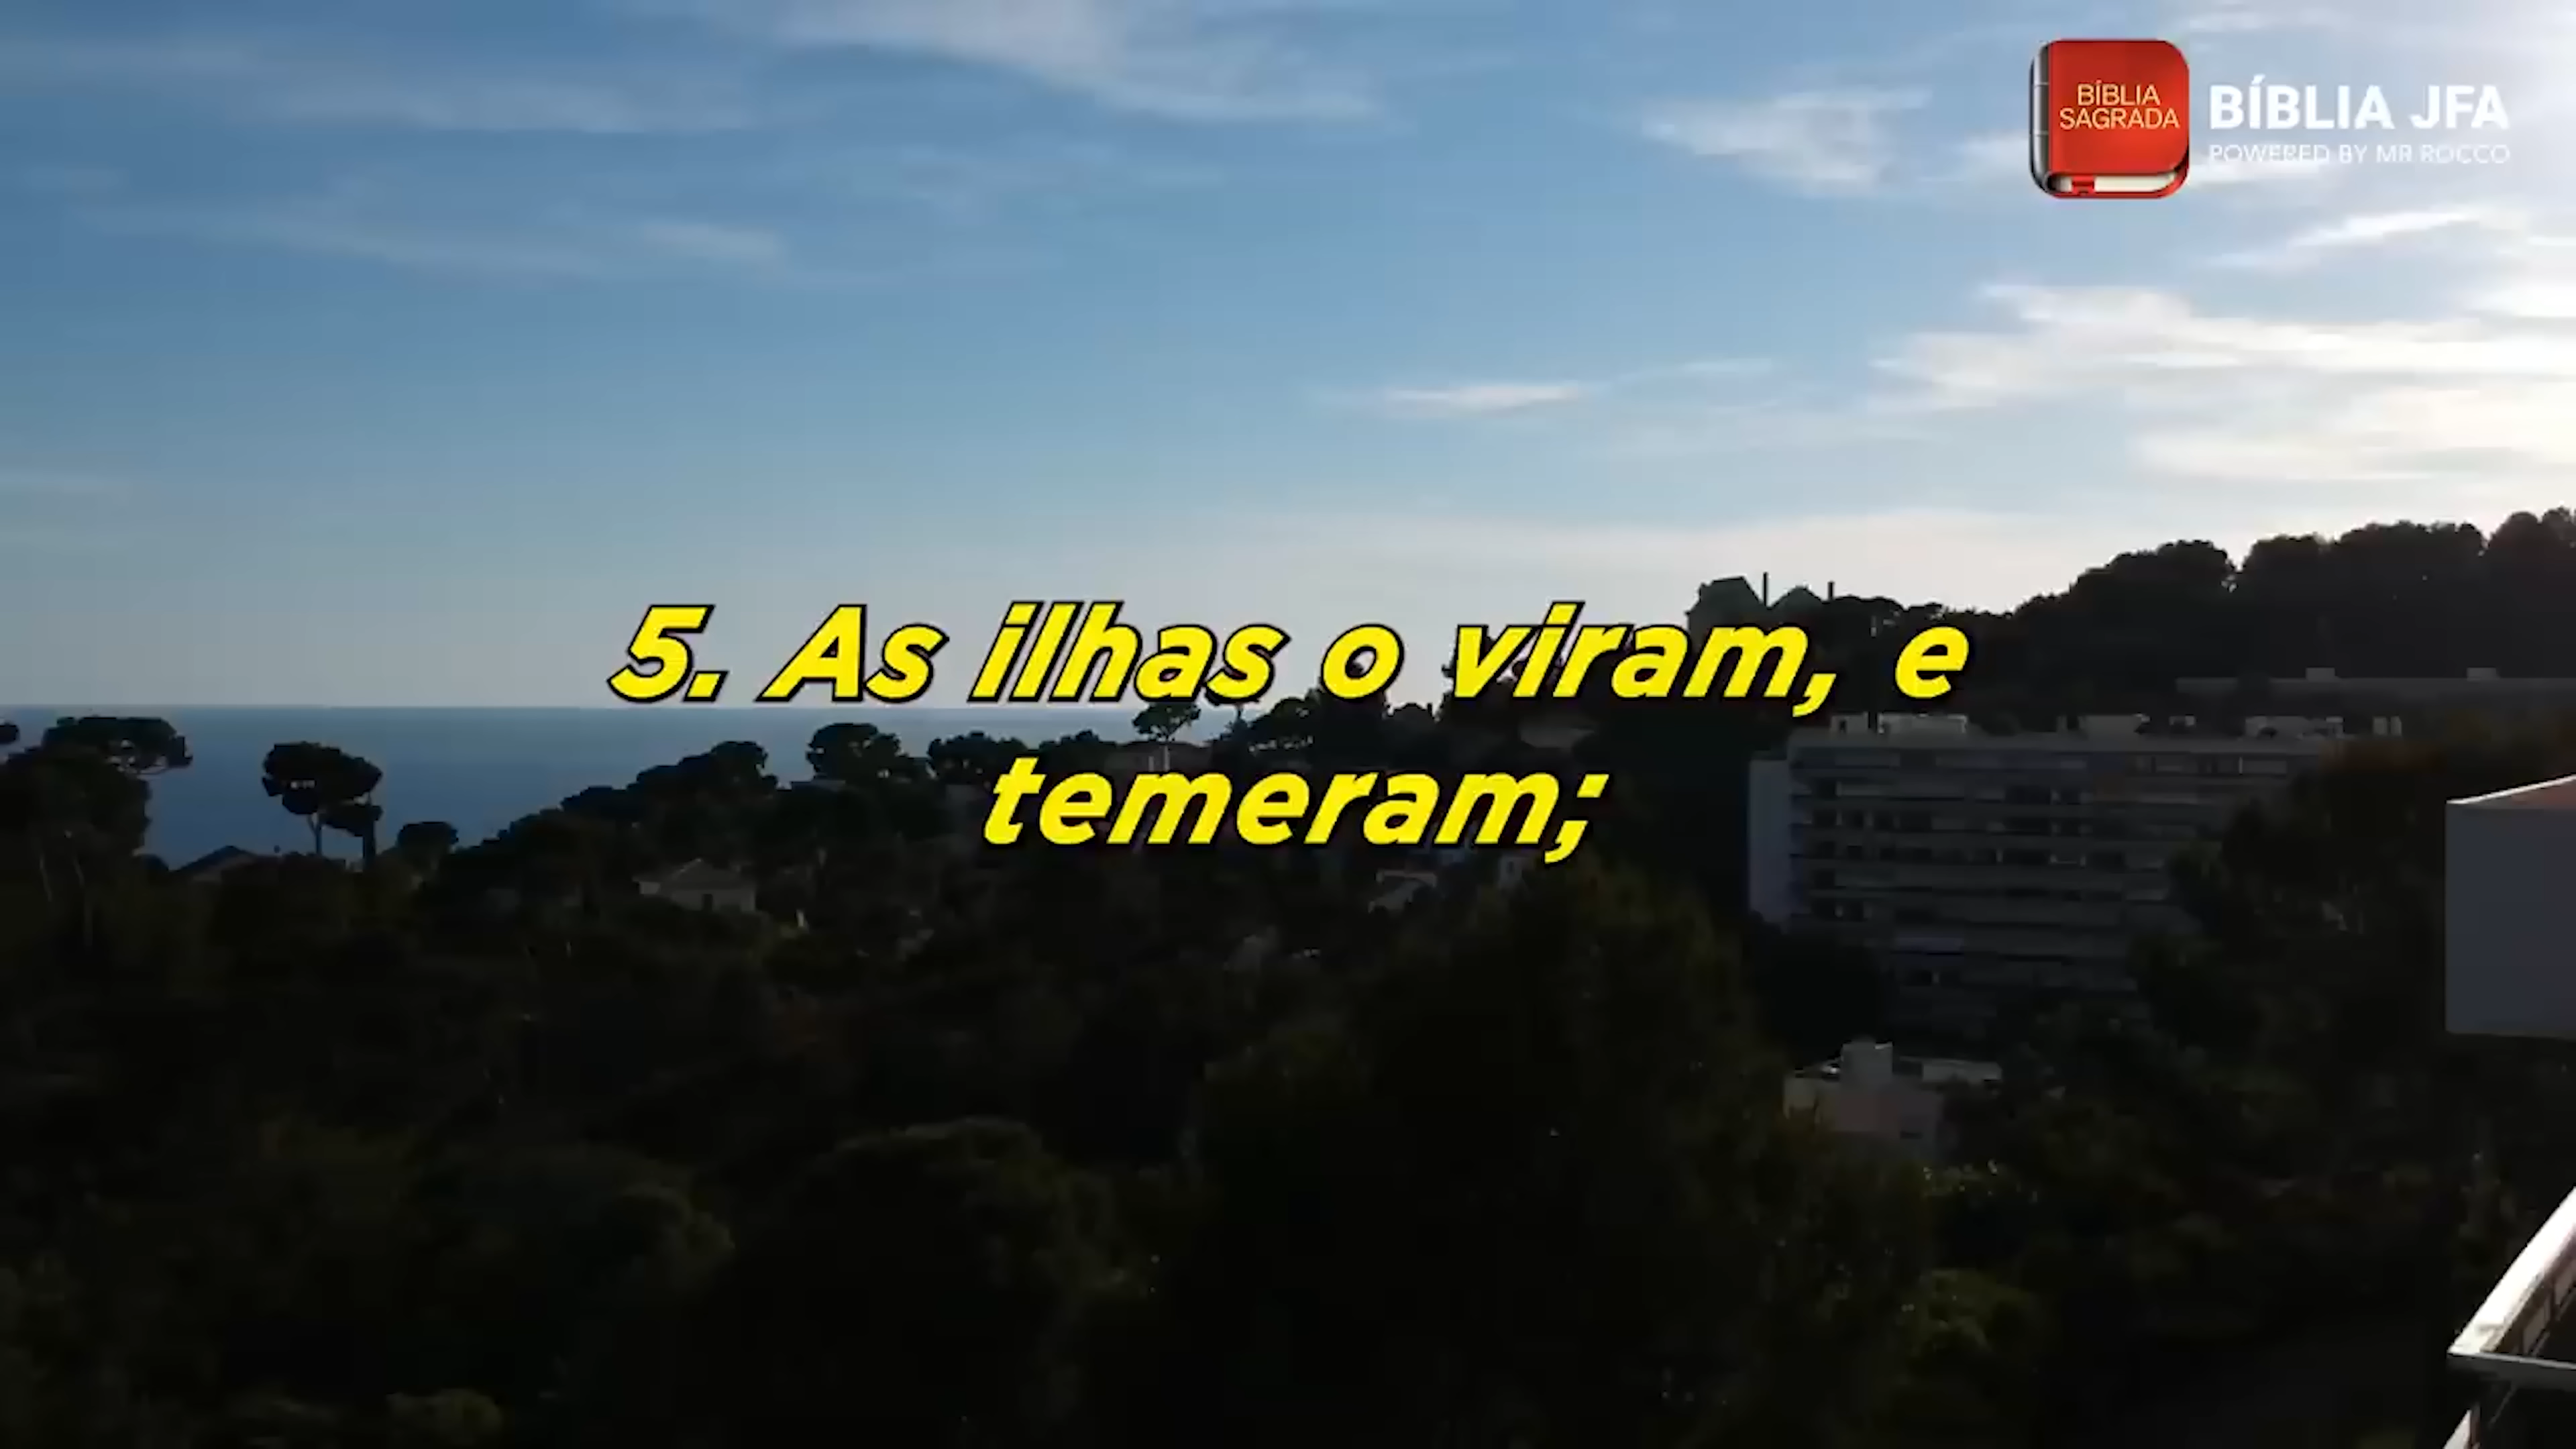 BÍBLIA
SAGRADA
BÍBLIA JFA
POWERED BY MR ROCCO
5. As ilhas o viram, e
temeram;